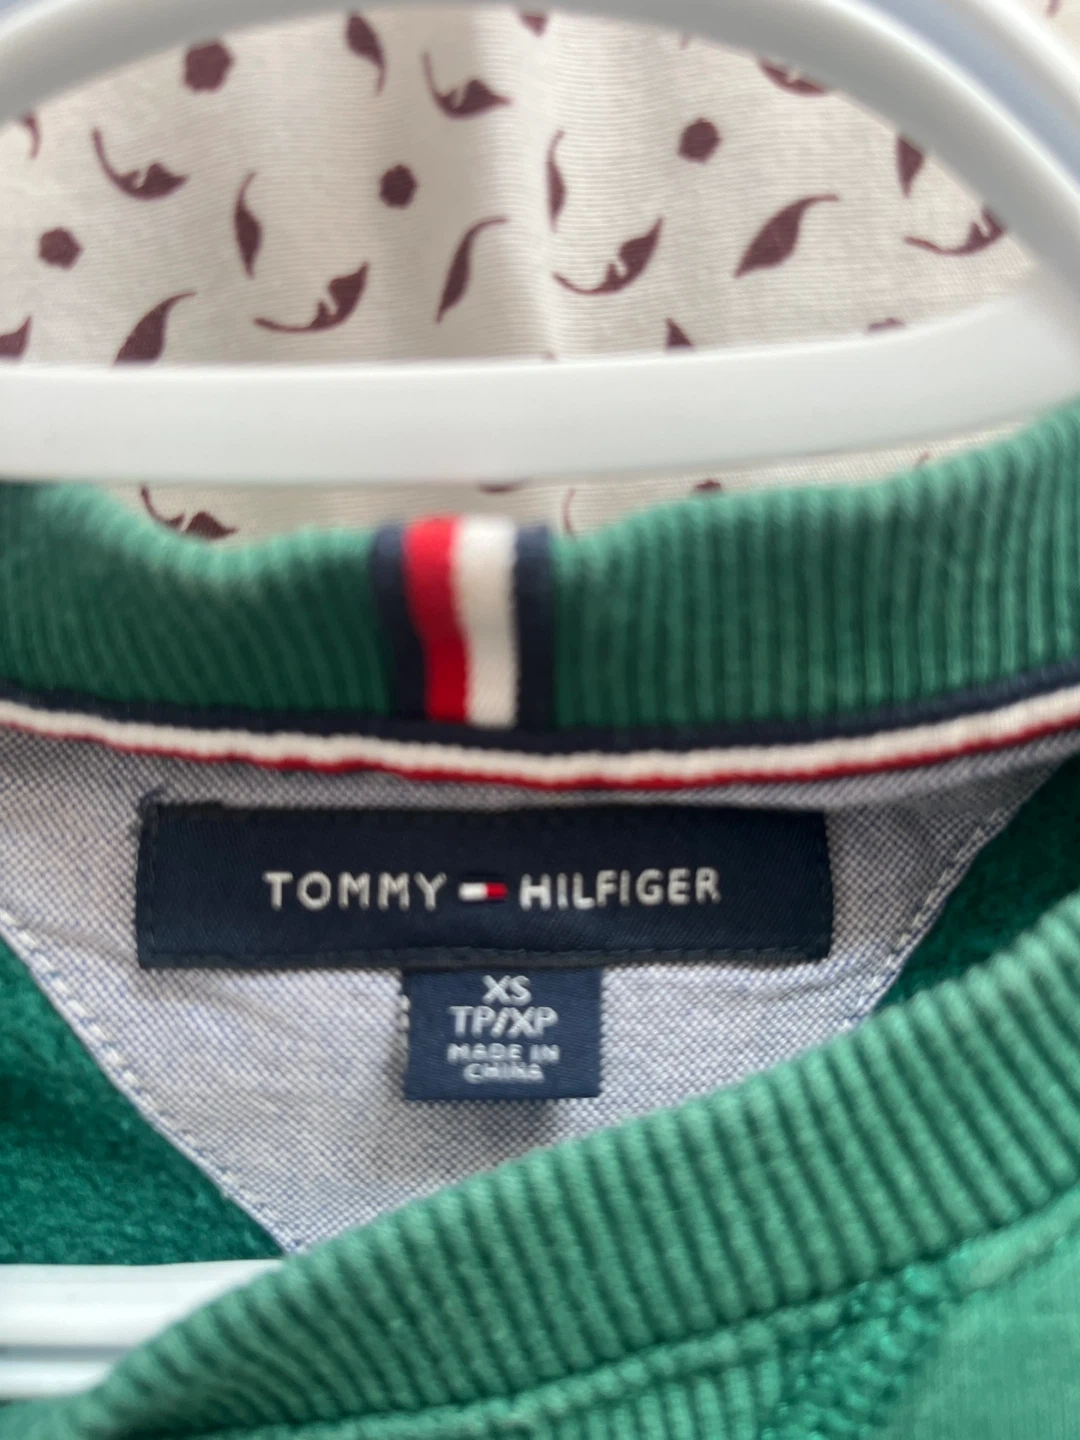 TOMMY HILFIGER
XS
TP/XP
MADE IN
CHINA